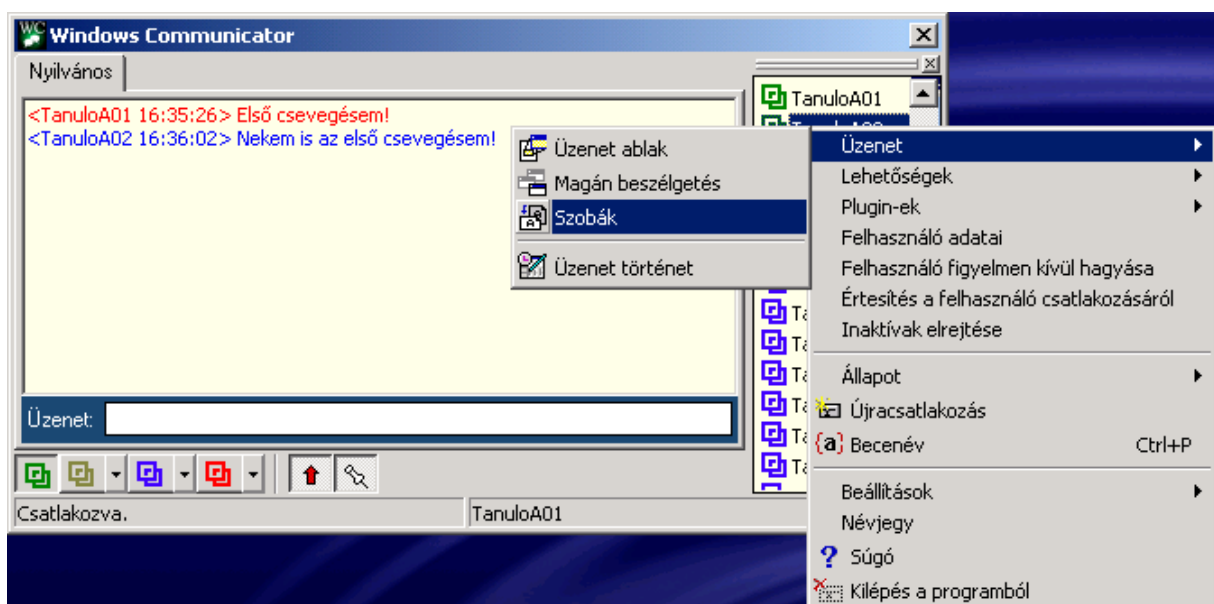 Windows Communicator
Nyilvános
<TanuloA01 16:35:26> Első csevegésem!
<TanuloA02 16:36:02> Nekem is az első csevegésem!
TanuloA01
Üzenet ablak
Magán beszélgetés
Szobák
Üzenet történet
Üzenet
Lehetőségek
Plugin-ek
Felhasználó adatai
Felhasználó figyelmen kívül hagyása
Értesítés a felhasználó csatlakozásáról
Inaktívak elrejtése
Állapot
Újracsatlakozás
{a} Becenév Ctrl+P
Beállítások
Névjegy
? Súgó
Kilépés a programból
Üzenet:
Csatlakozva.
TanuloA01